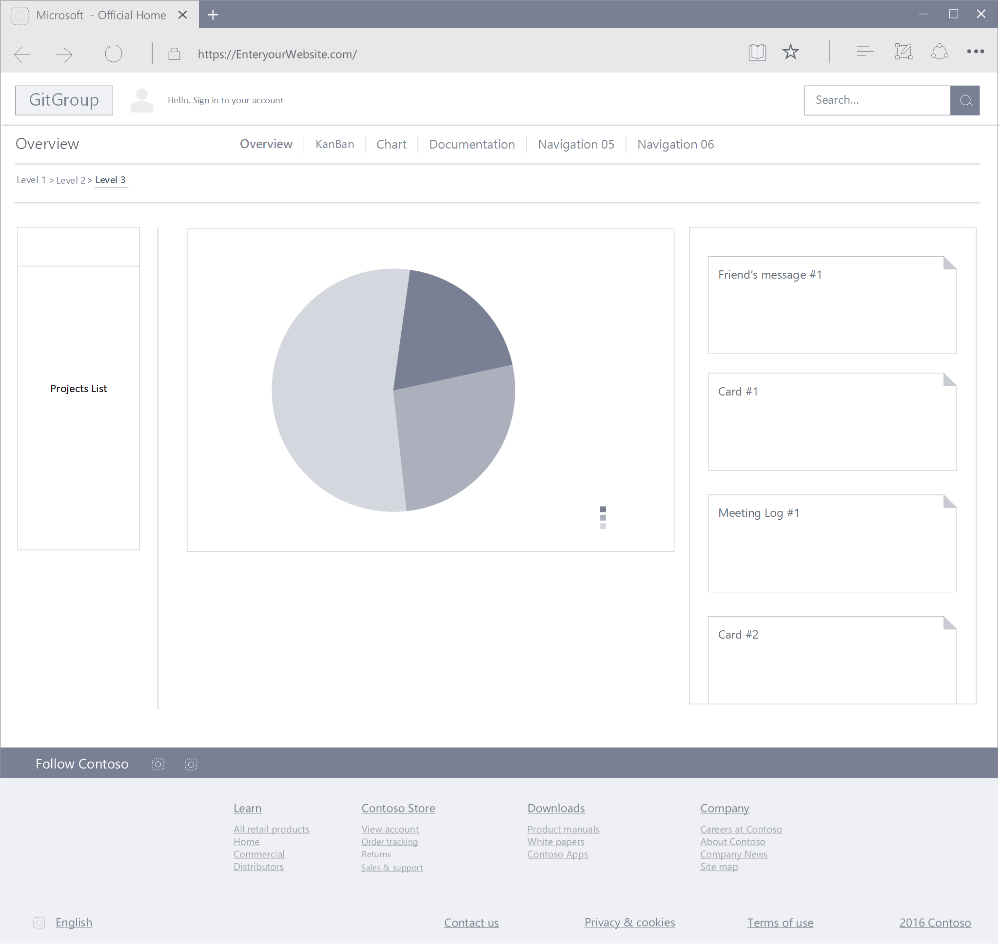 Microsoft - Official Home
https://EnteryourWebsite.com/
GitGroup
Hello. Sign in to your account
Search...
Overview
Overview
KanBan
Chart
Documentation
Navigation 05
Navigation 06
Level 1 > Level 2 > Level 3
Projects List
Friend’s message #1
Card #1
Meeting Log #1
Card #2
Follow Contoso
Learn
All retail products
Home
Commercial
Distributors
Contoso Store
View account
Order tracking
Returns
Sales & support
Downloads
Product manuals
White papers
Contoso Apps
Company
Careers at Contoso
About Contoso
Company News
Site map
English
Contact us
Privacy & cookies
Terms of use
2016 Contoso